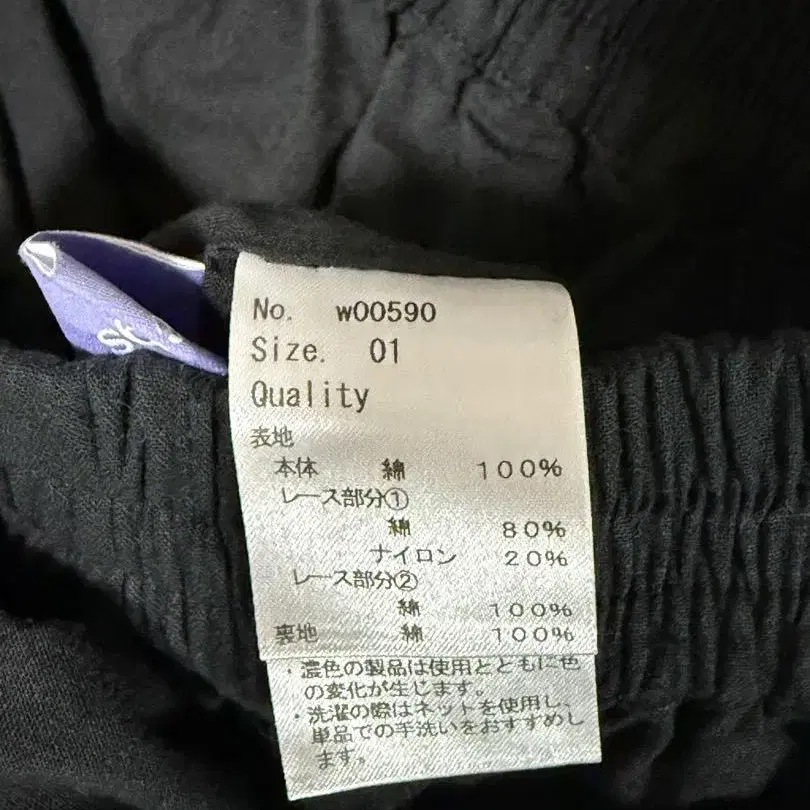 No. w00590
Size. 01
Quality
表地
本体 綿 100%
レース部分①
綿 80%
ナイロン 20%
レース部分②
綿 100%
裏地 綿 100%
・濃色の製品は使用とともに色
の変化が生じます。
・洗濯の際はネットを使用し、
単品での手洗いをおすすめし
ます。